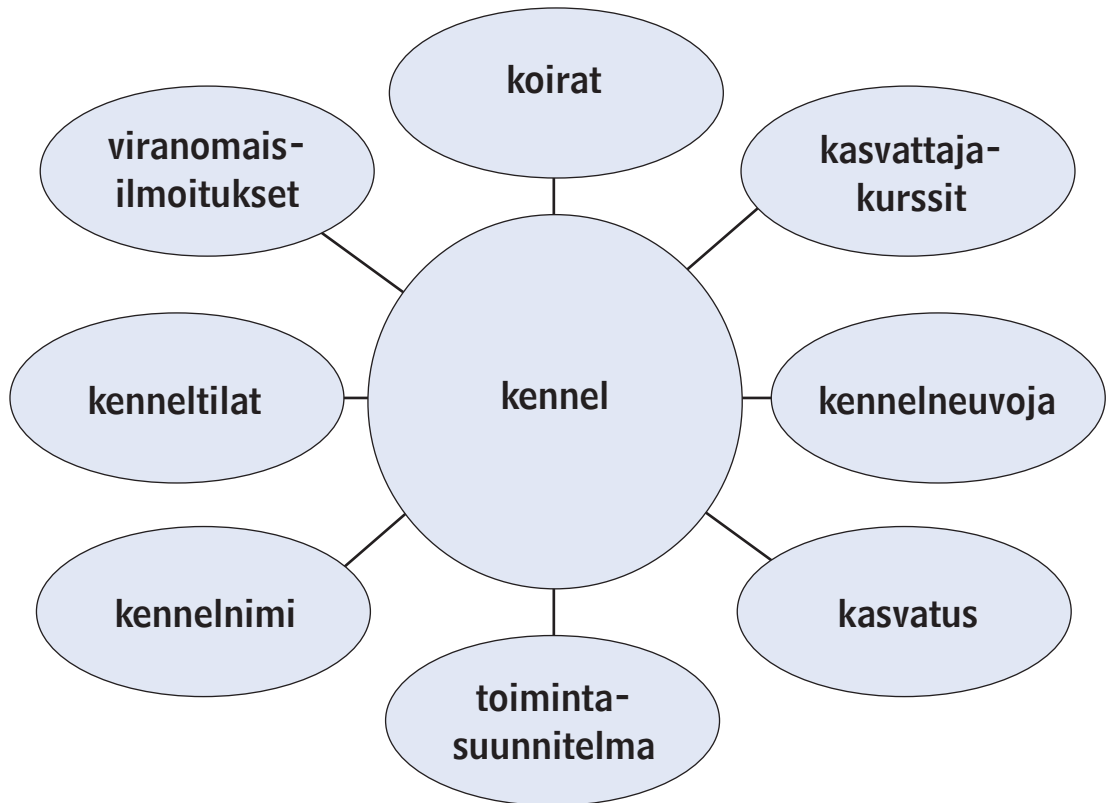 koirat
viranomais-
ilmoitukset
kasvattaja-
kurssit
kenneltilat
kennel
kennelneuvoja
kennelnimi
kasvatus
toiminta-
suunnitelma